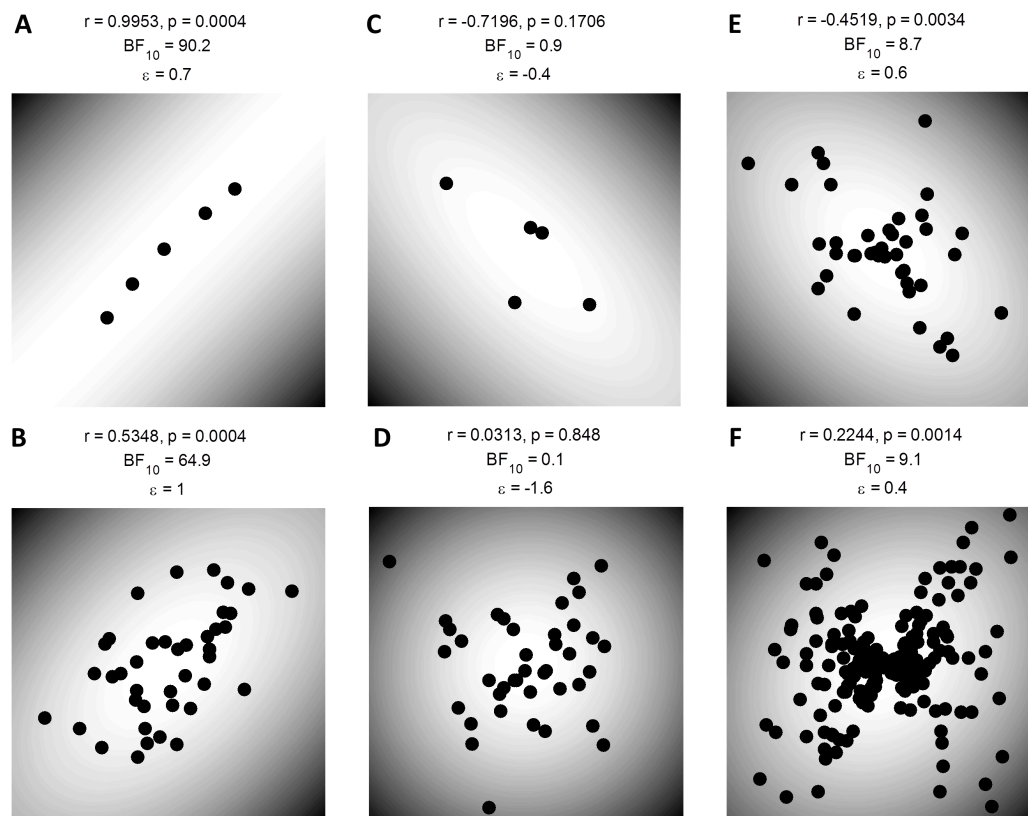 A
r = 0.9953, p = 0.0004
BF10 = 90.2
ε = 0.7
C
r = -0.7196, p = 0.1706
BF10 = 0.9
ε = -0.4
E
r = -0.4519, p = 0.0034
BF10 = 8.7
ε = 0.6
B
r = 0.5348, p = 0.0004
BF10 = 64.9
ε = 1
D
r = 0.0313, p = 0.848
BF10 = 0.1
ε = -1.6
F
r = 0.2244, p = 0.0014
BF10 = 9.1
ε = 0.4